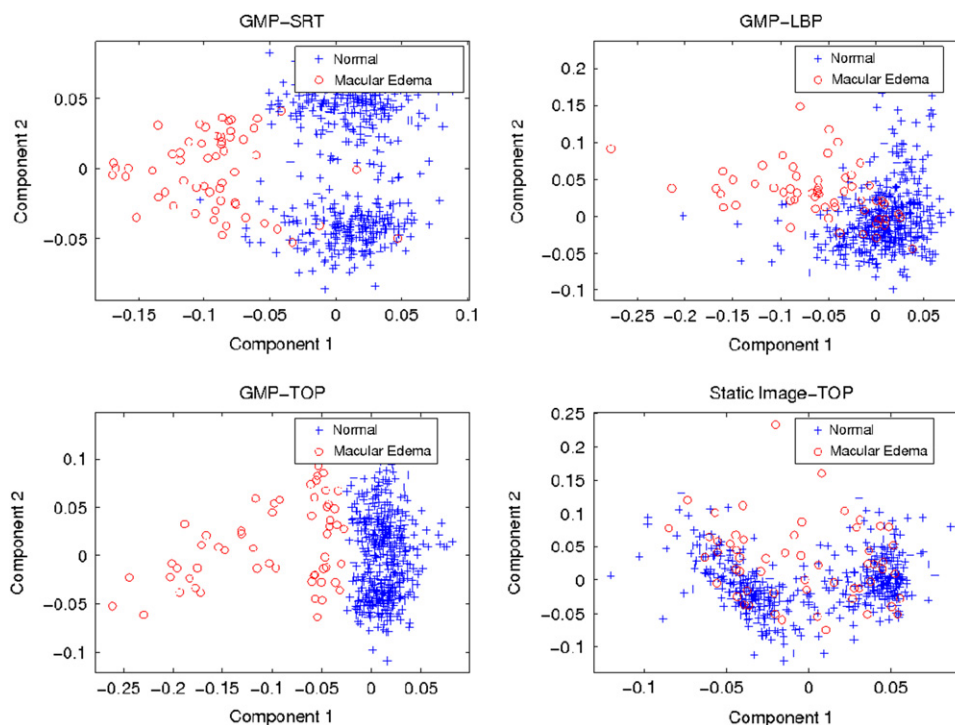 GMP-SRT
Normal
Macular Edema
0.05
0
-0.05
Component 2
-0.15 -0.1 -0.05 0 0.05 0.1
Component 1
GMP-LBP
Normal
Macular Edema
0.2
0.15
0.1
0.05
0
-0.05
-0.1
Component 2
-0.25 -0.2 -0.15 -0.1 -0.05 0 0.05
Component 1
GMP-TOP
Normal
Macular Edema
0.1
0.05
0
-0.05
-0.1
Component 2
-0.25 -0.2 -0.15 -0.1 -0.05 0 0.05
Component 1
Static Image-TOP
Normal
Macular Edema
0.25
0.2
0.15
0.1
0.05
0
-0.05
-0.1
Component 2
-0.1 -0.05 0 0.05
Component 1